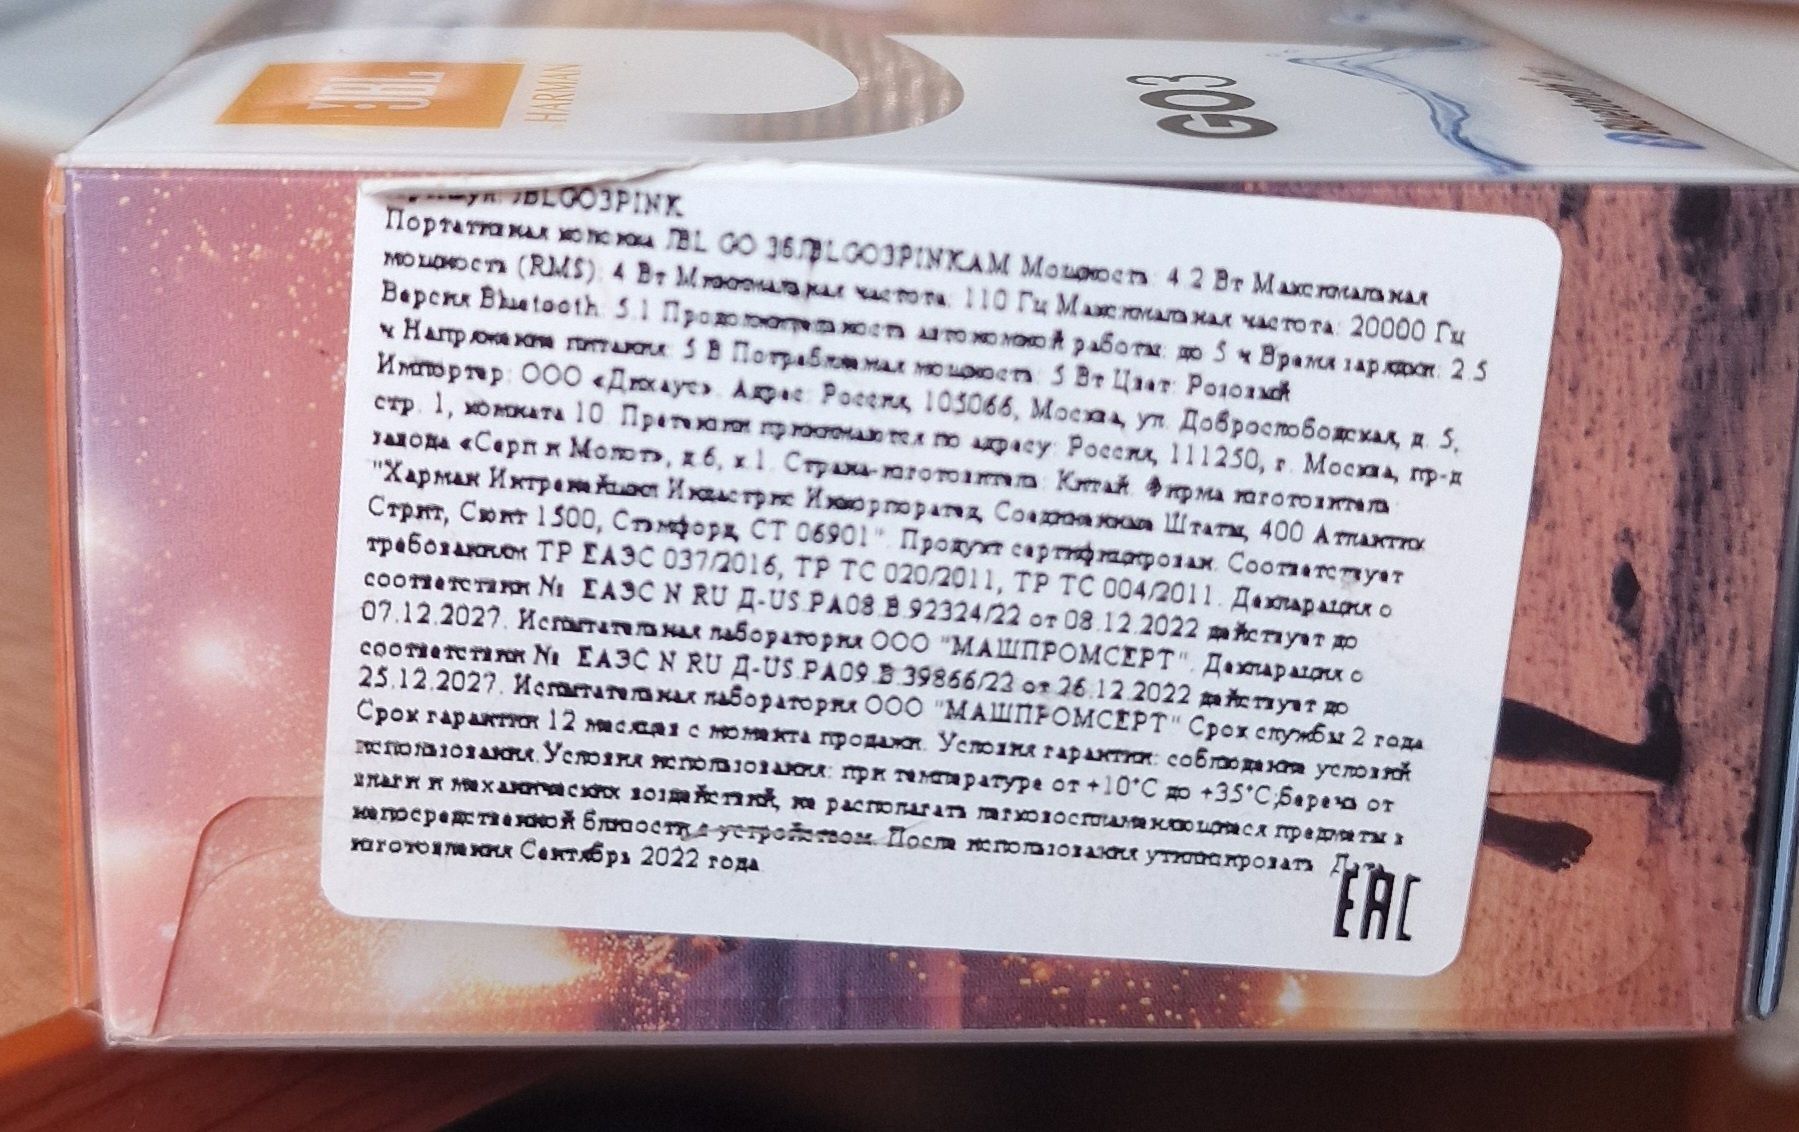 JBL
HARMAN
GO3
Bluetooth
Артикул: JBLGO3PINK
Портативная колонка JBL GO 3б/JBLGO3PINKAM Мощность: 4.2 Вт Максимальная
мощность (RMS): 4 Вт Минимальная частота: 110 Гц Максимальная частота: 20000 Гц
Версия Bluetooth: 5.1 Продолжительность автономной работы: до 5 ч Время зарядки: 2.5
ч Напряжение питания: 5 В Потребляемая мощность: 5 Вт Цвет: Розовый
Импортер: ООО «Дихаус». Адрес: Россия, 105066, Москва, ул. Доброслободская, д. 5,
стр. 1, комната 10. Претензии принимаются по адресу: Россия, 111250, г. Москва, пр-д
завода «Серп и Молот», д.6, к.1. Страна-изготовитель: Китай. Фирма изготовитель:
"Харман Интренейшнл Индастрис Инкорпоратед, Соединенные Штаты, 400 Атлантик
Стрит, Сюит 1500, Стэмфорд, CT 06901". Продукт сертифицирован. Соответствует
требованиям ТР ЕАЭС 037/2016, ТР ТС 020/2011, ТР ТС 004/2011. Декларация о
соответствии № ЕАЭС N RU Д-US.РА08.В.92324/22 от 08.12.2022 действует до
07.12.2027. Испытательная лаборатория ООО "МАШПРОМСЕРТ". Декларация о
соответствии № ЕАЭС N RU Д-US.РА09.В.39866/22 от 26.12.2022 действует до
25.12.2027. Испытательная лаборатория ООО "МАШПРОМСЕРТ" Срок службы 2 года
Срок гарантии 12 месяцев с момента продажи. Условия гарантии: соблюдение условий
использования.Условия использования: при температуре от +10°С до +35°С;беречь от
влаги и механических воздействий, не располагать легковоспламеняющиеся предметы в
непосредственной близости с устройством. После использования утилизировать. Дата
изготовления Сентябрь 2022 года
EAC